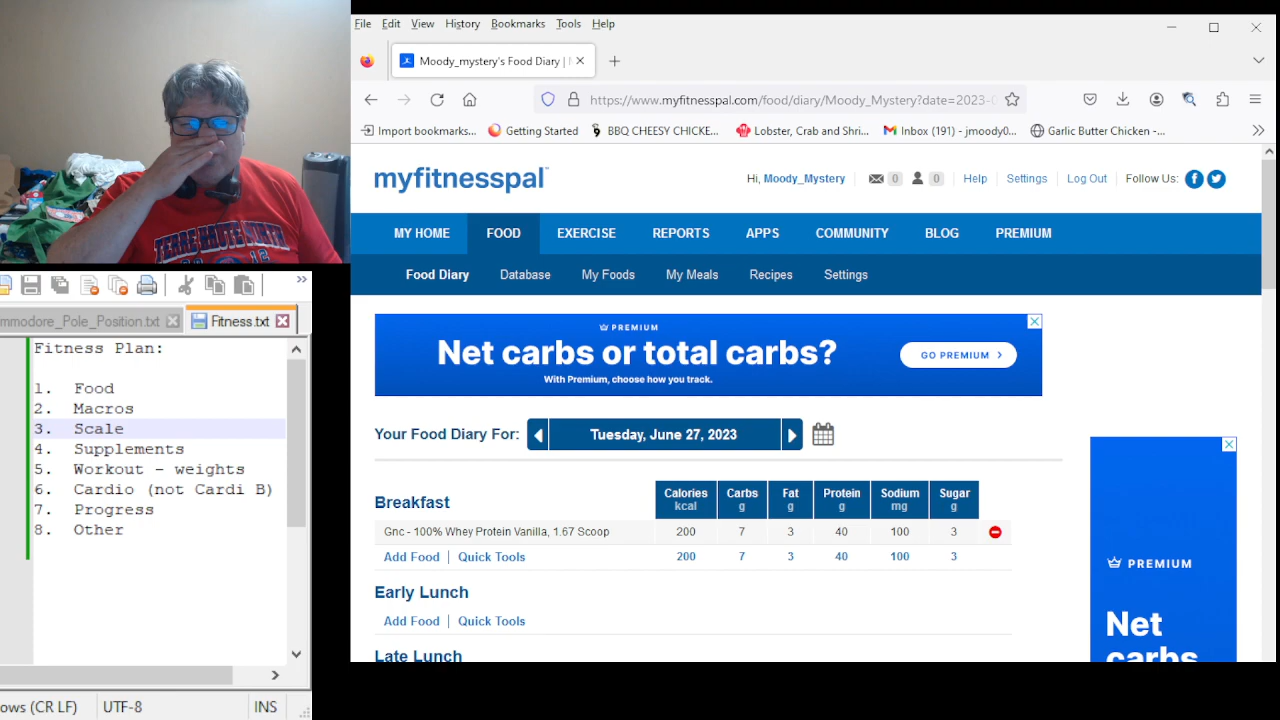 File Edit View History Bookmarks Tools Help
Moody_mystery's Food Diary |
https://www.myfitnesspal.com/food/diary/Moody_Mystery?date=2023-
Import bookmarks... Getting Started BBQ CHEESY CHICKE... Lobster, Crab and Shri... Inbox (191) - jmoody0... Garlic Butter Chicken -...
myfitnesspal
Hi, Moody_Mystery 0 0 Help Settings Log Out Follow Us:
MY HOME FOOD EXERCISE REPORTS APPS COMMUNITY BLOG PREMIUM
Food Diary Database My Foods My Meals Recipes Settings
PREMIUM
Net carbs or total carbs?
With Premium, choose how you track.
GO PREMIUM
Your Food Diary For: Tuesday, June 27, 2023
Breakfast Calories kcal Carbs g Fat g Protein g Sodium mg Sugar g
Gnc - 100% Whey Protein Vanilla, 1.67 Scoop 200 7 3 40 100 3
Add Food | Quick Tools 200 7 3 40 100 3
Early Lunch
Add Food | Quick Tools
Late Lunch
PREMIUM
Net
carbs
TERRE HAUTE NORTH
mmodore_Pole_Position.txt Fitness.txt
Fitness Plan:
1. Food
2. Macros
3. Scale
4. Supplements
5. Workout - weights
6. Cardio (not Cardi B)
7. Progress
8. Other
ows (CR LF) UTF-8 INS